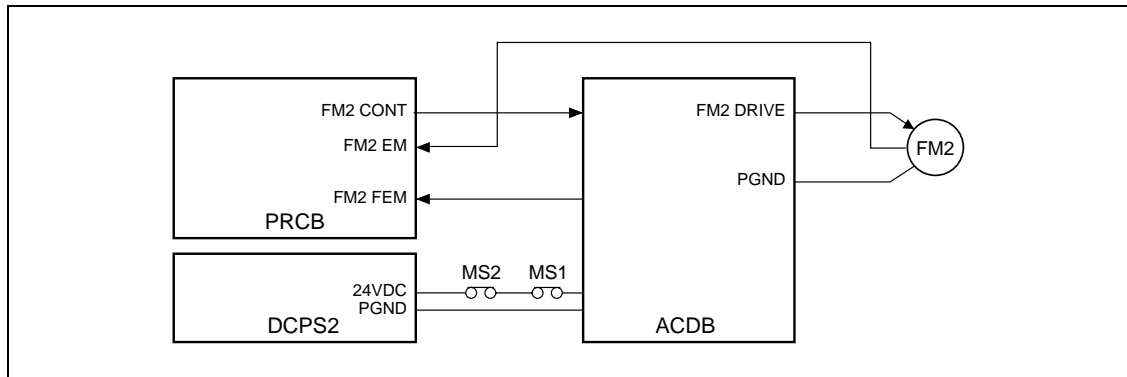 FM2 CONT
FM2 EM
FM2 FEM
PRCB
FM2 DRIVE
PGND
FM2
MS2
MS1
24VDC
PGND
DCPS2
ACDB